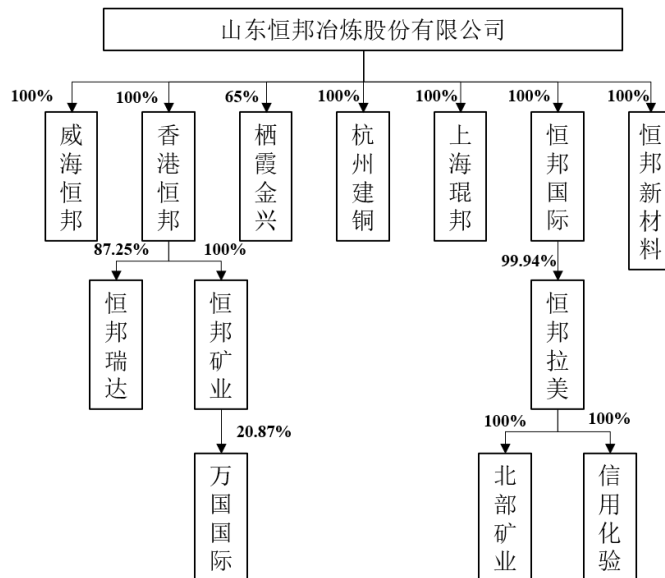 山东恒邦冶炼股份有限公司
100%
100%
65%
100%
100%
100%
100%
威海恒邦
香港恒邦
栖霞金兴
杭州建铜
上海琨邦
恒邦国际
恒邦新材料
87.25%
100%
99.94%
恒邦瑞达
恒邦矿业
恒邦拉美
20.87%
100%
100%
万国国际
北部矿业
信用化验